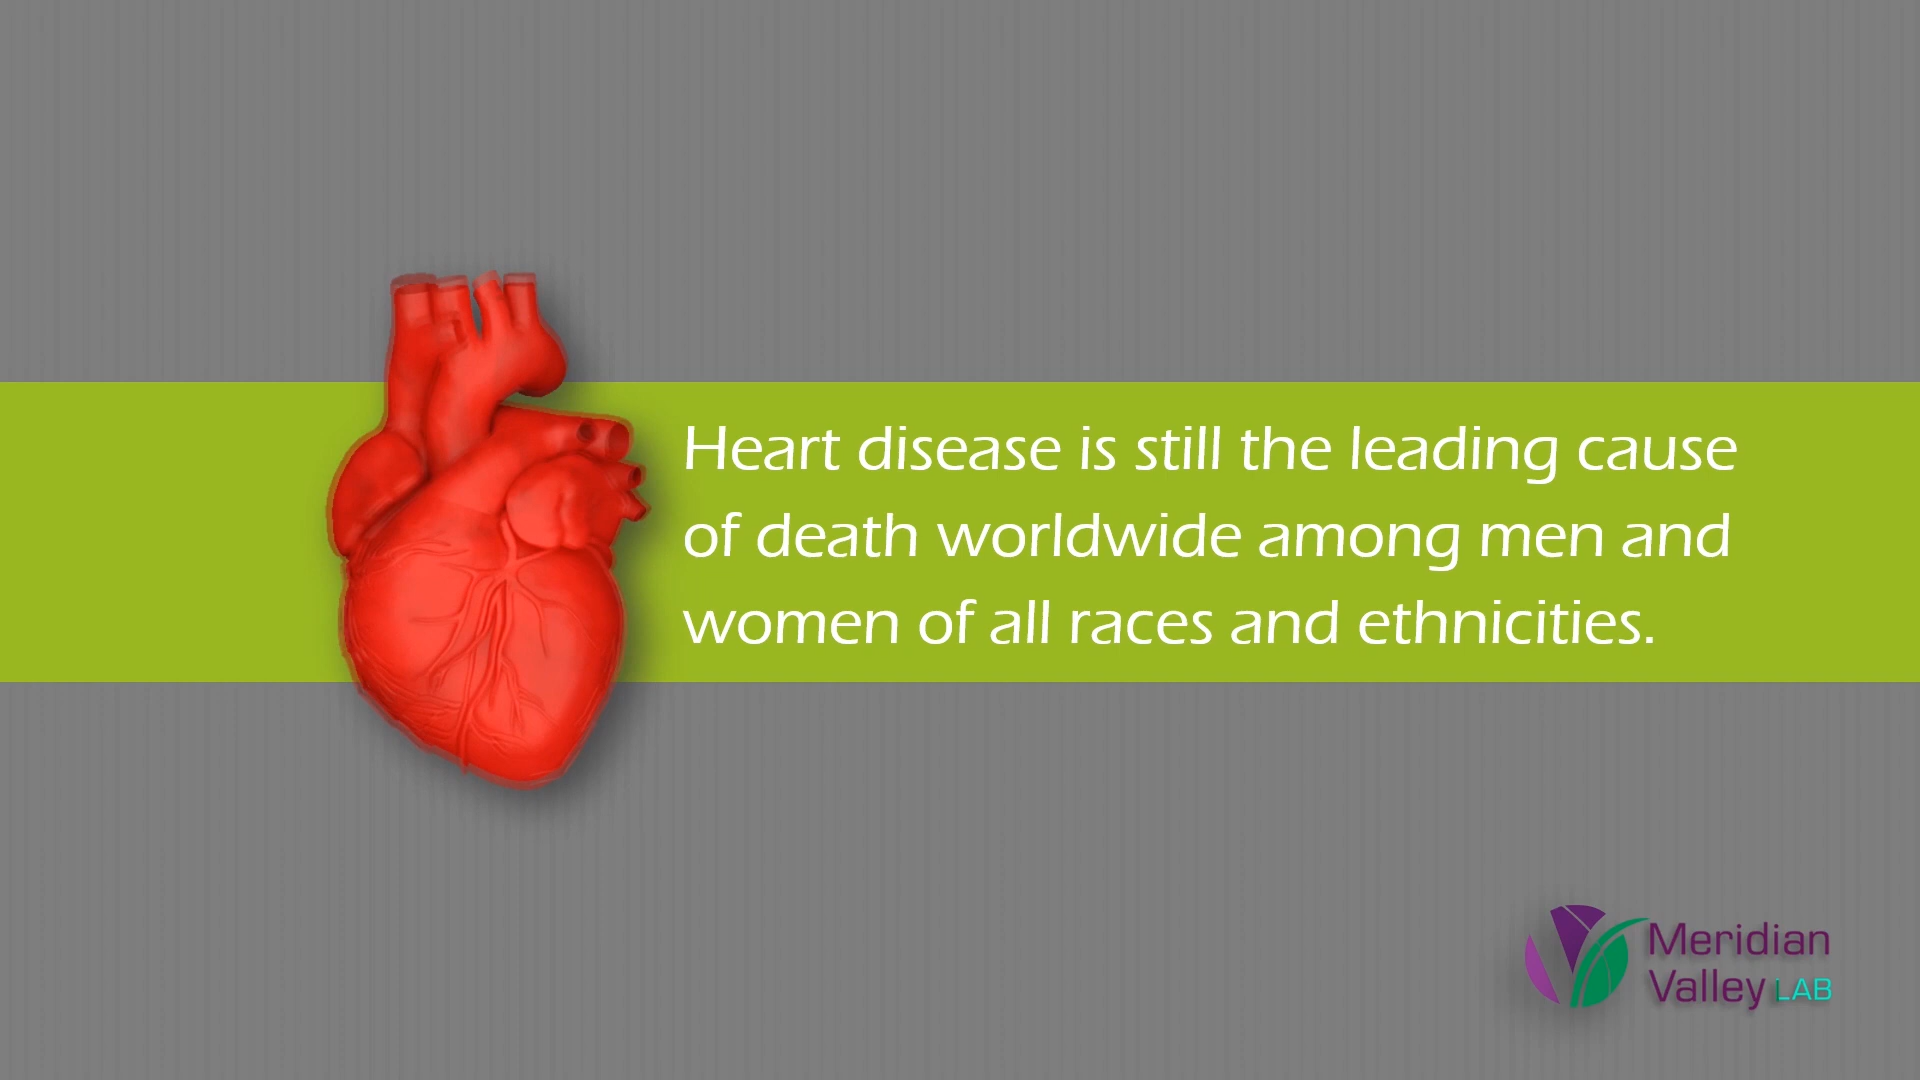 Heart disease is still the leading cause
of death worldwide among men and
women of all races and ethnicities.
Meridian
Valley LAB